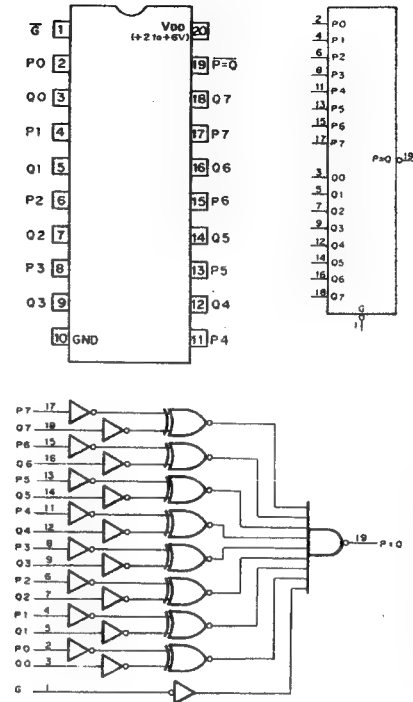 G 1 VDD 20
(+2 to +6V)
P0 2 19 P=Q
Q0 3 18 Q7
P1 4 17 P7
Q1 5 16 Q6
P2 6 15 P6
Q2 7 14 Q5
P3 8 13 P5
Q3 9 12 Q4
10 GND 11 P4
2 P0
4 P1
6 P2
8 P3
11 P4
13 P5
15 P6
17 P7
P=Q 19
3 Q0
5 Q1
7 Q2
9 Q3
12 Q4
14 Q5
16 Q6
18 Q7
G
1
P7 17
Q7 18
P6 15
Q6 16
P5 13
Q5 14
P4 11
Q4 12
P3 8
Q3 9
P2 6
Q2 7
P1 4
Q1 5
P0 2
Q0 3
G 1
19 P=Q